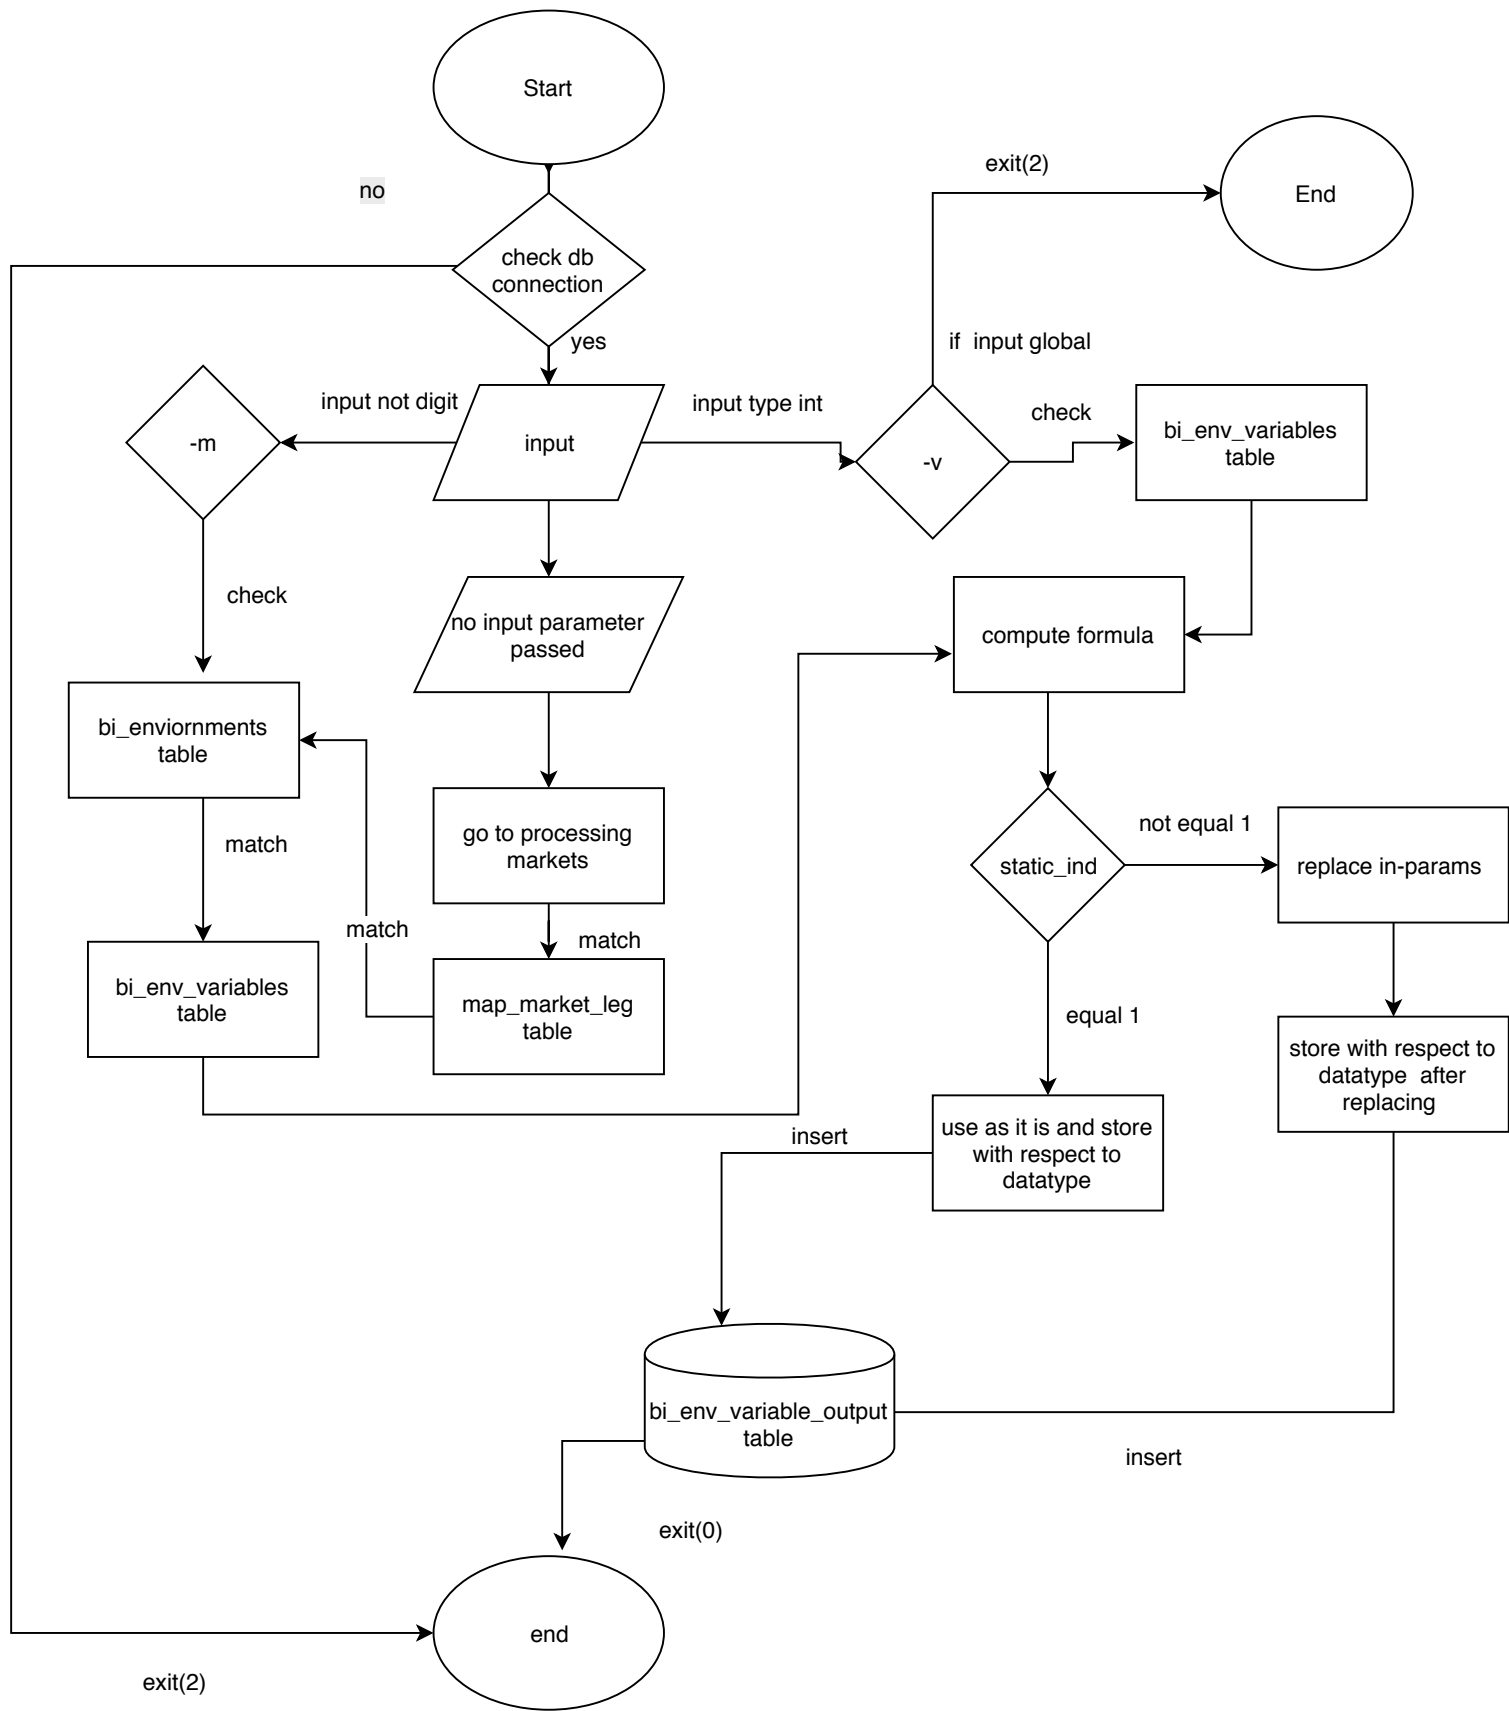 Start
no
exit(2)
End
check db
connection
yes
if  input global
input not digit
input type int
check
-m
input
-v
bi_env_variables
table
check
no input parameter
passed
compute formula
bi_enviornments
table
go to processing
markets
match
not equal 1
static_ind
replace in-params
match
match
bi_env_variables
table
map_market_leg
table
equal 1
store with respect to
datatype  after
replacing
insert
use as it is and store
with respect to
datatype
bi_env_variable_output
table
insert
exit(0)
end
exit(2)